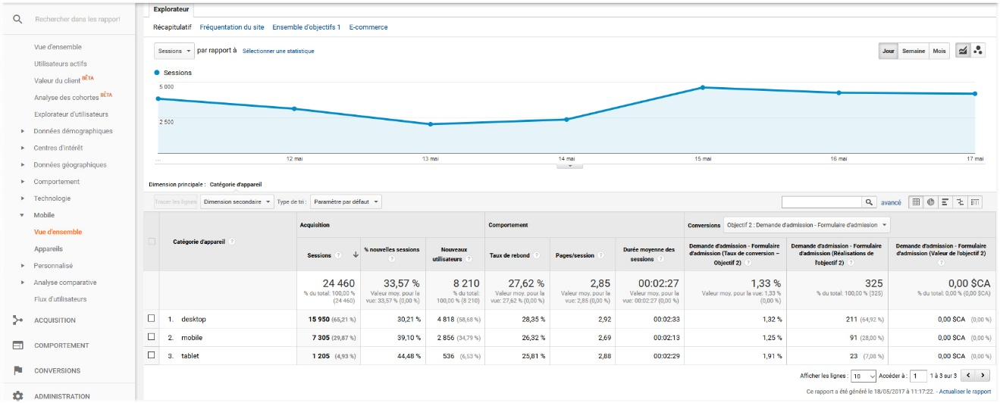 Rechercher dans les rapport
Vue d'ensemble
Utilisateurs actifs
Valeur du client BÊTA
Analyse des cohortes BÊTA
Explorateur d'utilisateurs
Données démographiques
Centres d'intérêt
Données géographiques
Comportement
Technologie
Mobile
Vue d'ensemble
Appareils
Personnalisé
Analyse comparative
Flux d'utilisateurs
ACQUISITION
COMPORTEMENT
CONVERSIONS
ADMINISTRATION
Explorateur
Récapitulatif Fréquentation du site Ensemble d'objectifs 1 E-commerce
Sessions par rapport à Sélectionner une statistique
Jour Semaine Mois
Sessions
5 000
2 500
... 12 mai 13 mai 14 mai 15 mai 16 mai 17 mai
Dimension principale : Catégorie d'appareil
Tracer les lignes Dimension secondaire Type de tri : Paramètre par défaut avancé
Acquisition Comportement Conversions Objectif 2 : Demande d'admission - Formulaire d'admission
Catégorie d'appareil ?
Sessions ?
% nouvelles sessions
?
Nouveaux
utilisateurs ?
Taux de rebond ?
Pages/session ?
Durée moyenne des
sessions ?
Demande d'admission - Formulaire
d'admission (Taux de conversion –
Objectif 2) ?
Demande d'admission - Formulaire
d'admission (Réalisations de
l'objectif 2) ?
Demande d'admission - Formulaire
d'admission (Valeur de l'objectif 2)
?
24 460 33,57 % 8 210 27,62 % 2,85 00:02:27 1,33 % 325 0,00 $CA
% du total: 100,00 %
(24 460)
Valeur moy. pour la
vue: 33,57 % (0,00 %)
% du total:
100,00 % (8 210)
Valeur moy. pour la
vue: 27,62 % (0,00 %)
Valeur moy. pour la
vue: 2,85 (0,00 %)
Valeur moy. pour la
vue: 00:02:27 (0,00 %)
Valeur moy. pour la vue: 1,33 %
(0,00 %)
% du total: 100,00 % (325)
% du total: 0,00 % (0,00 $CA)
1. desktop 15 950 (65,21 %) 30,21 % 4 818 (58,68 %) 28,35 % 2,92 00:02:33 1,32 % 211 (64,92 %) 0,00 $CA (0,00 %)
2. mobile 7 305 (29,87 %) 39,10 % 2 856 (34,79 %) 26,32 % 2,69 00:02:13 1,25 % 91 (28,00 %) 0,00 $CA (0,00 %)
3. tablet 1 205 (4,93 %) 44,48 % 536 (6,53 %) 25,81 % 2,88 00:02:29 1,91 % 23 (7,08 %) 0,00 $CA (0,00 %)
Afficher les lignes : 10 Accéder à : 1 1 à 3 sur 3
Ce rapport a été généré le 18/05/2017 à 11:17:22. - Actualiser le rapport